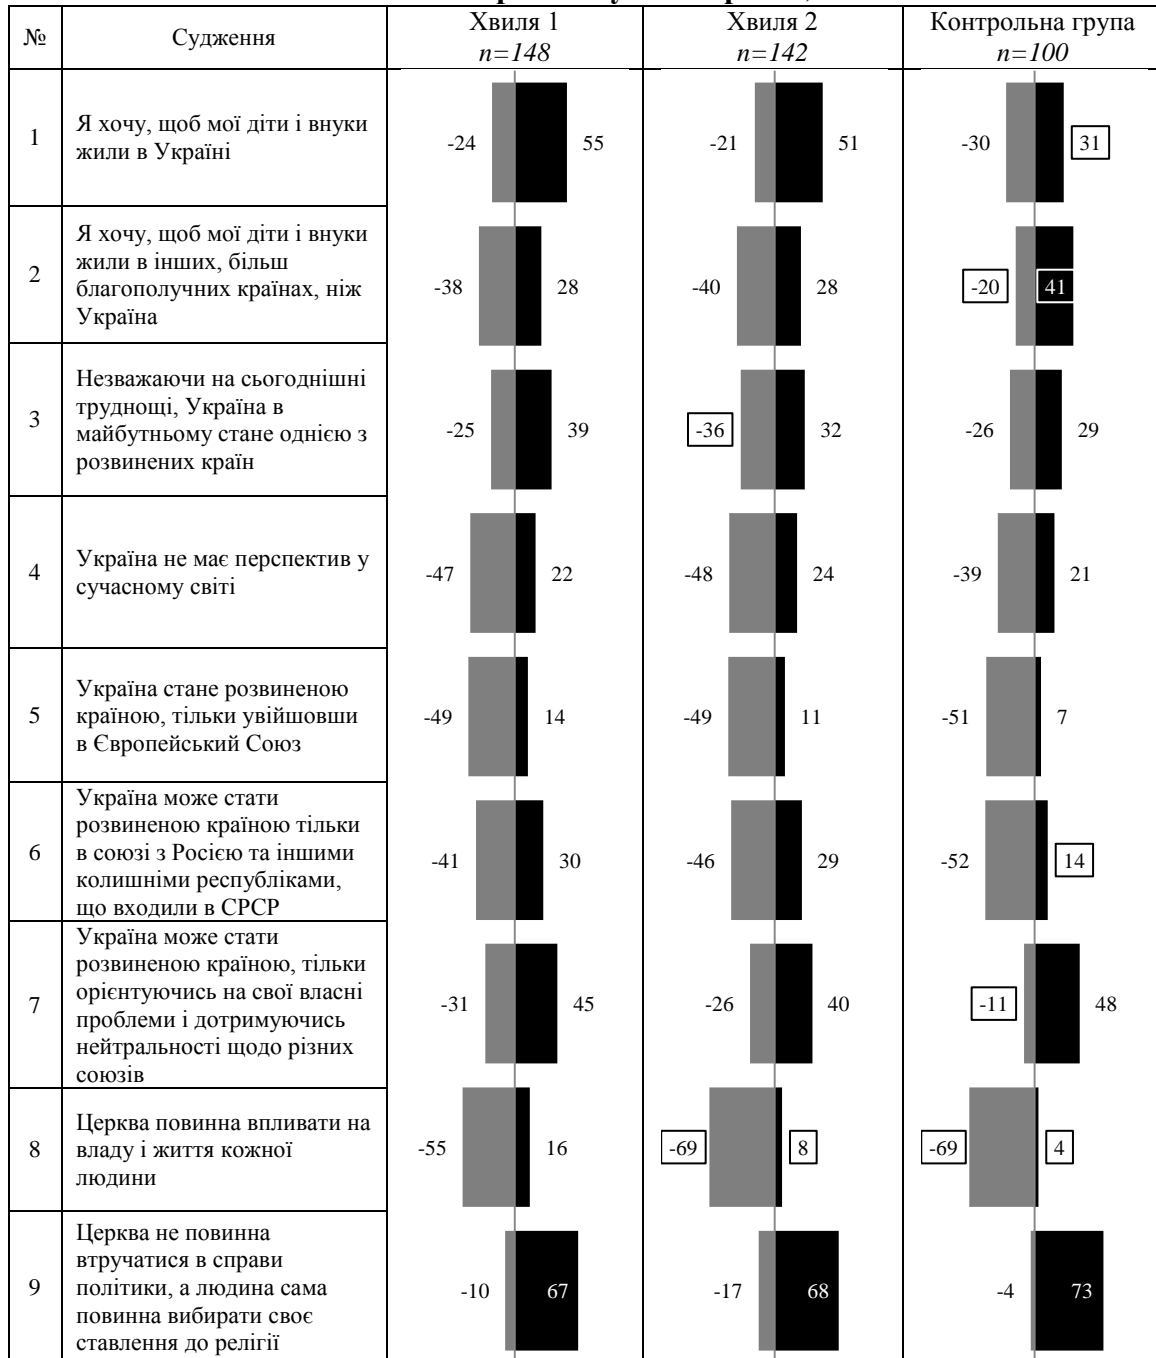 №
Судження
Хвиля 1
n=148
Хвиля 2
n=142
Контрольна група
n=100
1
Я хочу, щоб мої діти і внуки
жили в Україні
-24 55 -21 51 -30 31
2
Я хочу, щоб мої діти і внуки
жили в інших, більш
благополучних країнах, ніж
Україна
-38 28 -40 28 -20 41
3
Незважаючи на сьогоднішні
труднощі, Україна в
майбутньому стане однією з
розвинених країн
-25 39 -36 32 -26 29
4
Україна не має перспектив у
сучасному світі
-47 22 -48 24 -39 21
5
Україна стане розвиненою
країною, тільки увійшовши
в Європейський Союз
-49 14 -49 11 -51 7
6
Україна може стати
розвиненою країною тільки
в союзі з Росією та іншими
колишніми республіками,
що входили в СРСР
-41 30 -46 29 -52 14
7
Україна може стати
розвиненою країною, тільки
орієнтуючись на свої власні
проблеми і дотримуючись
нейтральності щодо різних
союзів
-31 45 -26 40 -11 48
8
Церква повинна впливати на
владу і життя кожної
людини
-55 16 -69 8 -69 4
9
Церква не повинна
втручатися в справи
політики, а людина сама
повинна вибирати своє
ставлення до релігії
-10 67 -17 68 -4 73